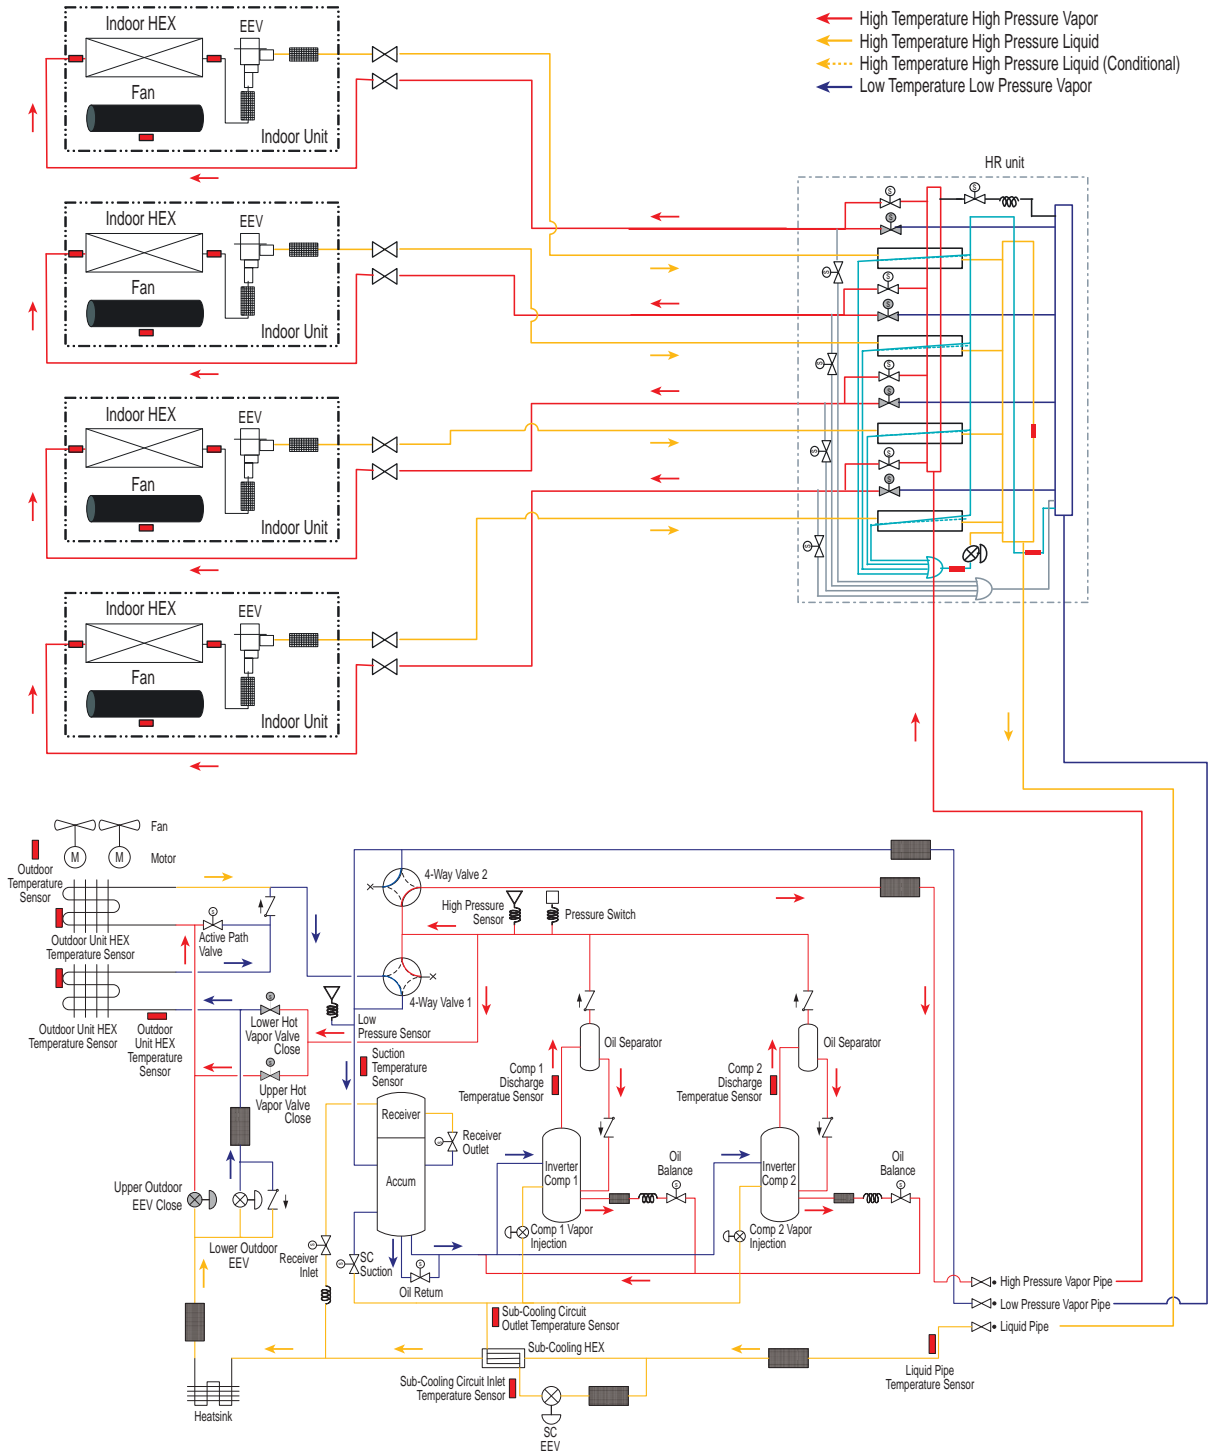 High Temperature High Pressure Vapor
High Temperature High Pressure Liquid
High Temperature High Pressure Liquid (Conditional)
Low Temperature Low Pressure Vapor
Indoor HEX
EEV
Fan
Indoor Unit
HR unit
S
S
S
Indoor HEX
EEV
Fan
Indoor Unit
S
S
S
Indoor HEX
EEV
Fan
Indoor Unit
S
S
S
Indoor HEX
EEV
Fan
Indoor Unit
S
S
S
S
Fan
M
M
Motor
Outdoor
Temperature
Sensor
4-Way Valve 2
High Pressure
Sensor
Pressure Switch
S
Active Path
Valve
Outdoor Unit HEX
Temperature Sensor
4-Way Valve 1
Outdoor Unit HEX
Temperature Sensor
Outdoor
Unit HEX
Temperature
Sensor
S
Lower Hot
Vapor Valve
Close
Low
Pressure Sensor
S
Upper Hot
Vapor Valve
Close
Suction
Temperature
Sensor
Oil Separator
Oil Separator
Comp 1
Discharge
Temperatue Sensor
Comp 2
Discharge
Temperatue Sensor
Receiver
S
Receiver
Outlet
Accum
Inverter
Comp 1
Oil
Balance
S
Inverter
Comp 2
Oil
Balance
S
Upper Outdoor
EEV Close
Lower Outdoor
EEV
S
Receiver
Inlet
S
SC
Suction
S
Oil Return
Comp 1 Vapor
Injection
Comp 2 Vapor
Injection
High Pressure Vapor Pipe
Low Pressure Vapor Pipe
Liquid Pipe
Sub-Cooling Circuit
Outlet Temperature Sensor
Sub-Cooling HEX
Sub-Cooling Circuit Inlet
Temperature Sensor
Liquid Pipe
Temperature Sensor
Heatsink
SC
EEV